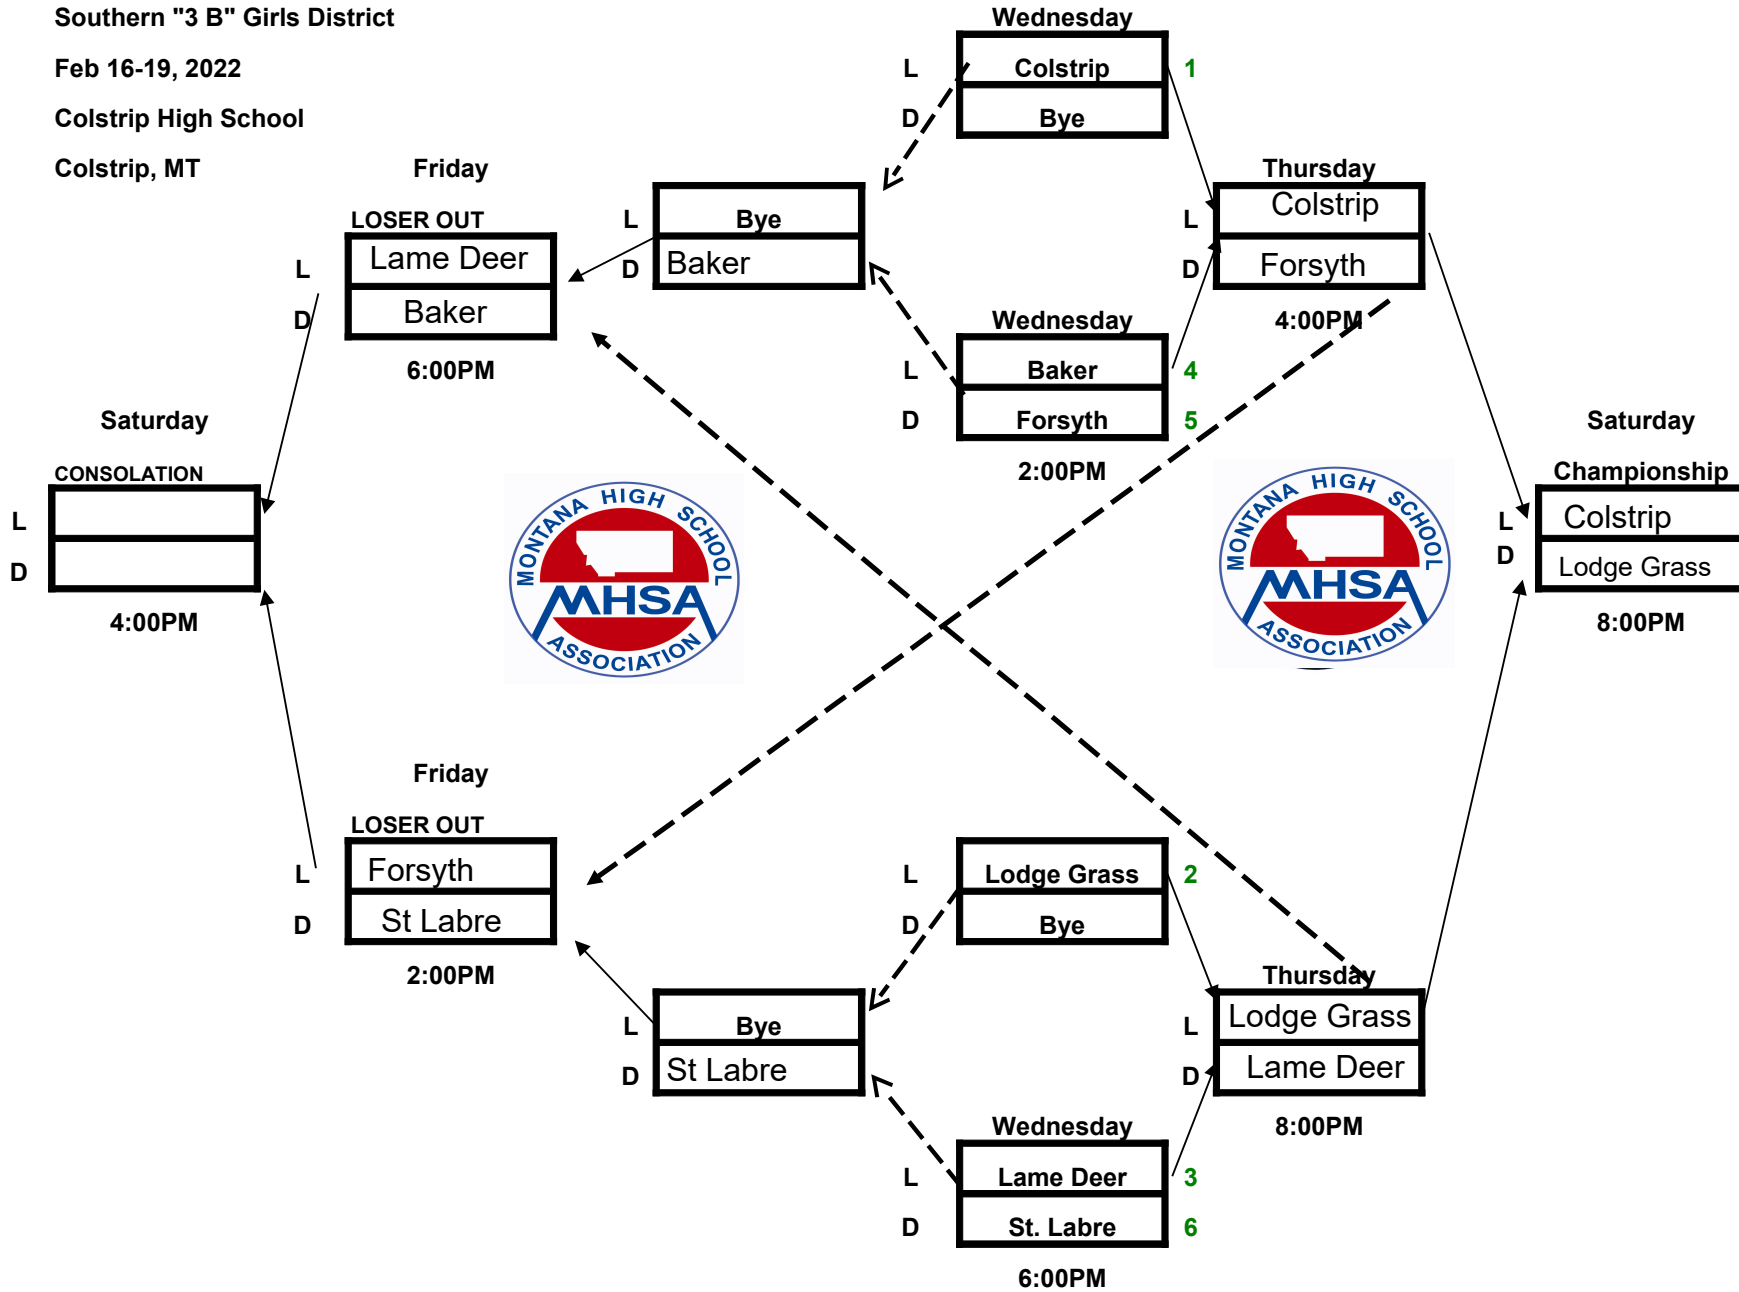 Southern "3 B" Girls District
Feb 16-19, 2022
Colstrip High School
Colstrip, MT
Wednesday
L Colstrip 1
D Bye
Friday
LOSER OUT
L Lame Deer
D Baker
6:00PM
L Bye
D Baker
Thursday
L Colstrip
D Forsyth
4:00PM
Wednesday
L Baker 4
D Forsyth 5
2:00PM
Saturday
CONSOLATION
L
D
4:00PM
MONTANA HIGH SCHOOL
MHSA
ASSOCIATION
MONTANA HIGH SCHOOL
MHSA
ASSOCIATION
Saturday
Championship
L Colstrip
D Lodge Grass
8:00PM
Friday
LOSER OUT
L Forsyth
D St Labre
2:00PM
L Lodge Grass 2
D Bye
L Bye
D St Labre
Thursday
L Lodge Grass
D Lame Deer
8:00PM
Wednesday
L Lame Deer 3
D St. Labre 6
6:00PM